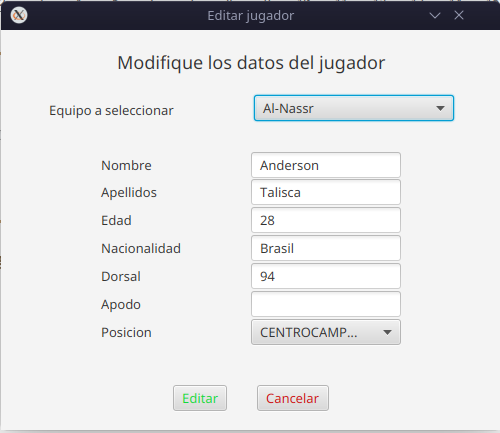 Editar jugador
Modifique los datos del jugador
Equipo a seleccionar Al-Nassr
Nombre Anderson
Apellidos Talisca
Edad 28
Nacionalidad Brasil
Dorsal 94
Apodo
Posicion CENTROCAMP...
Editar Cancelar